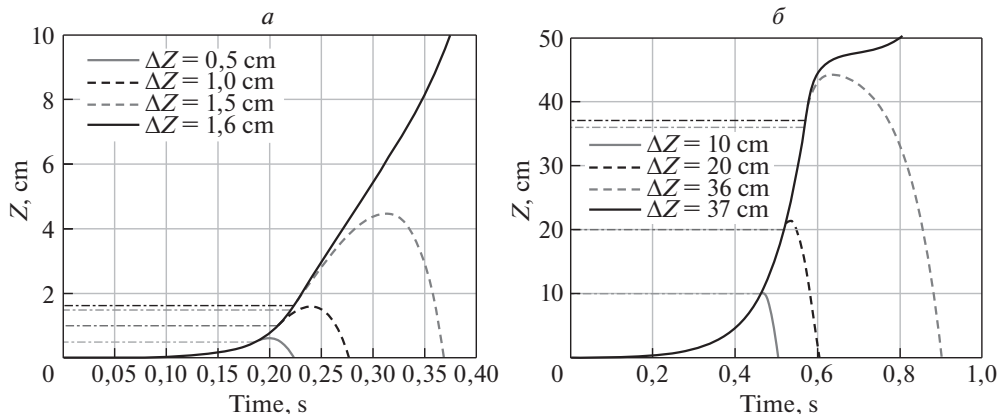 а
10
8
6
4
2
0
Z, cm
ΔZ = 0,5 cm
ΔZ = 1,0 cm
ΔZ = 1,5 cm
ΔZ = 1,6 cm
0,05 0,10 0,15 0,20 0,25 0,30 0,35 0,40
Time, s
б
50
40
30
20
10
0
Z, cm
ΔZ = 10 cm
ΔZ = 20 cm
ΔZ = 36 cm
ΔZ = 37 cm
0,2 0,4 0,6 0,8 1,0
Time, s